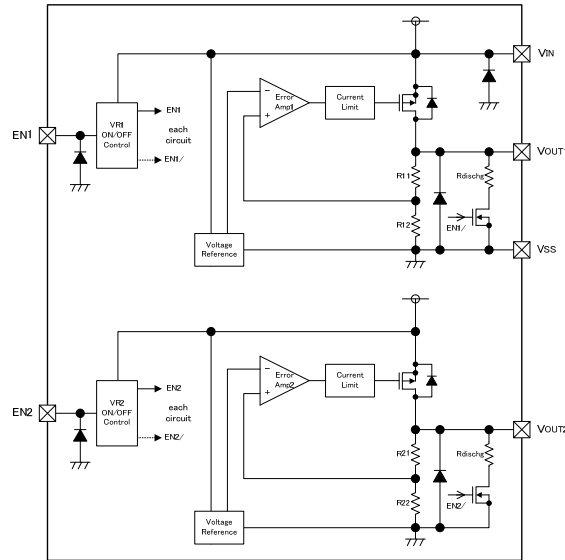 VIN
Error
Amp1
Current
Limit
EN1
VR1
ON/OFF
Control
EN1
each
circuit
EN1/
VOUT1
R11
Rdischg
R12
EN1/
Voltage
Reference
VSS
Error
Amp2
Current
Limit
EN2
VR2
ON/OFF
Control
EN2
each
circuit
EN2/
VOUT2
R21
Rdischg
R22
EN2/
Voltage
Reference